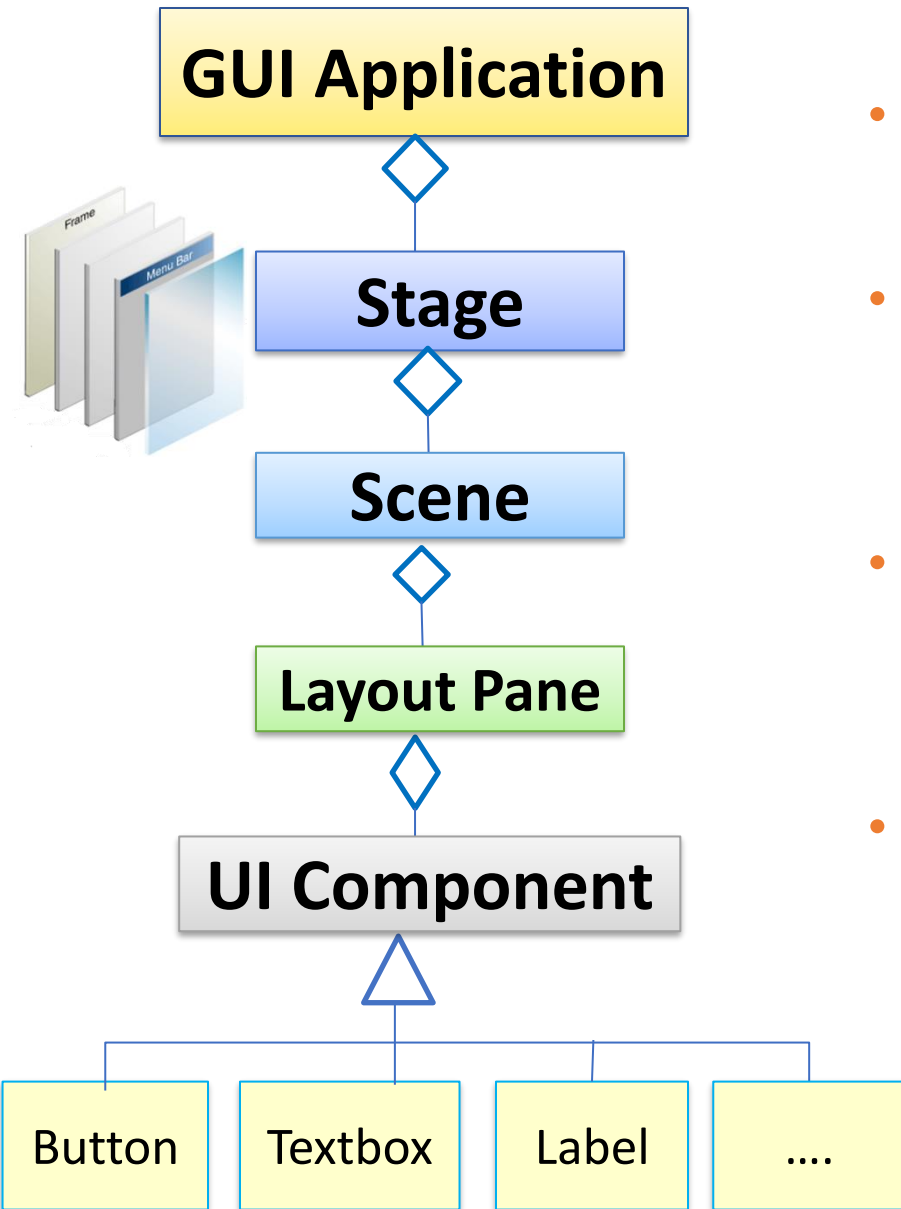 GUI Application
Frame
Menu Bar
Stage
Scene
Layout Pane
UI Component
Button
Textbox
Label
....